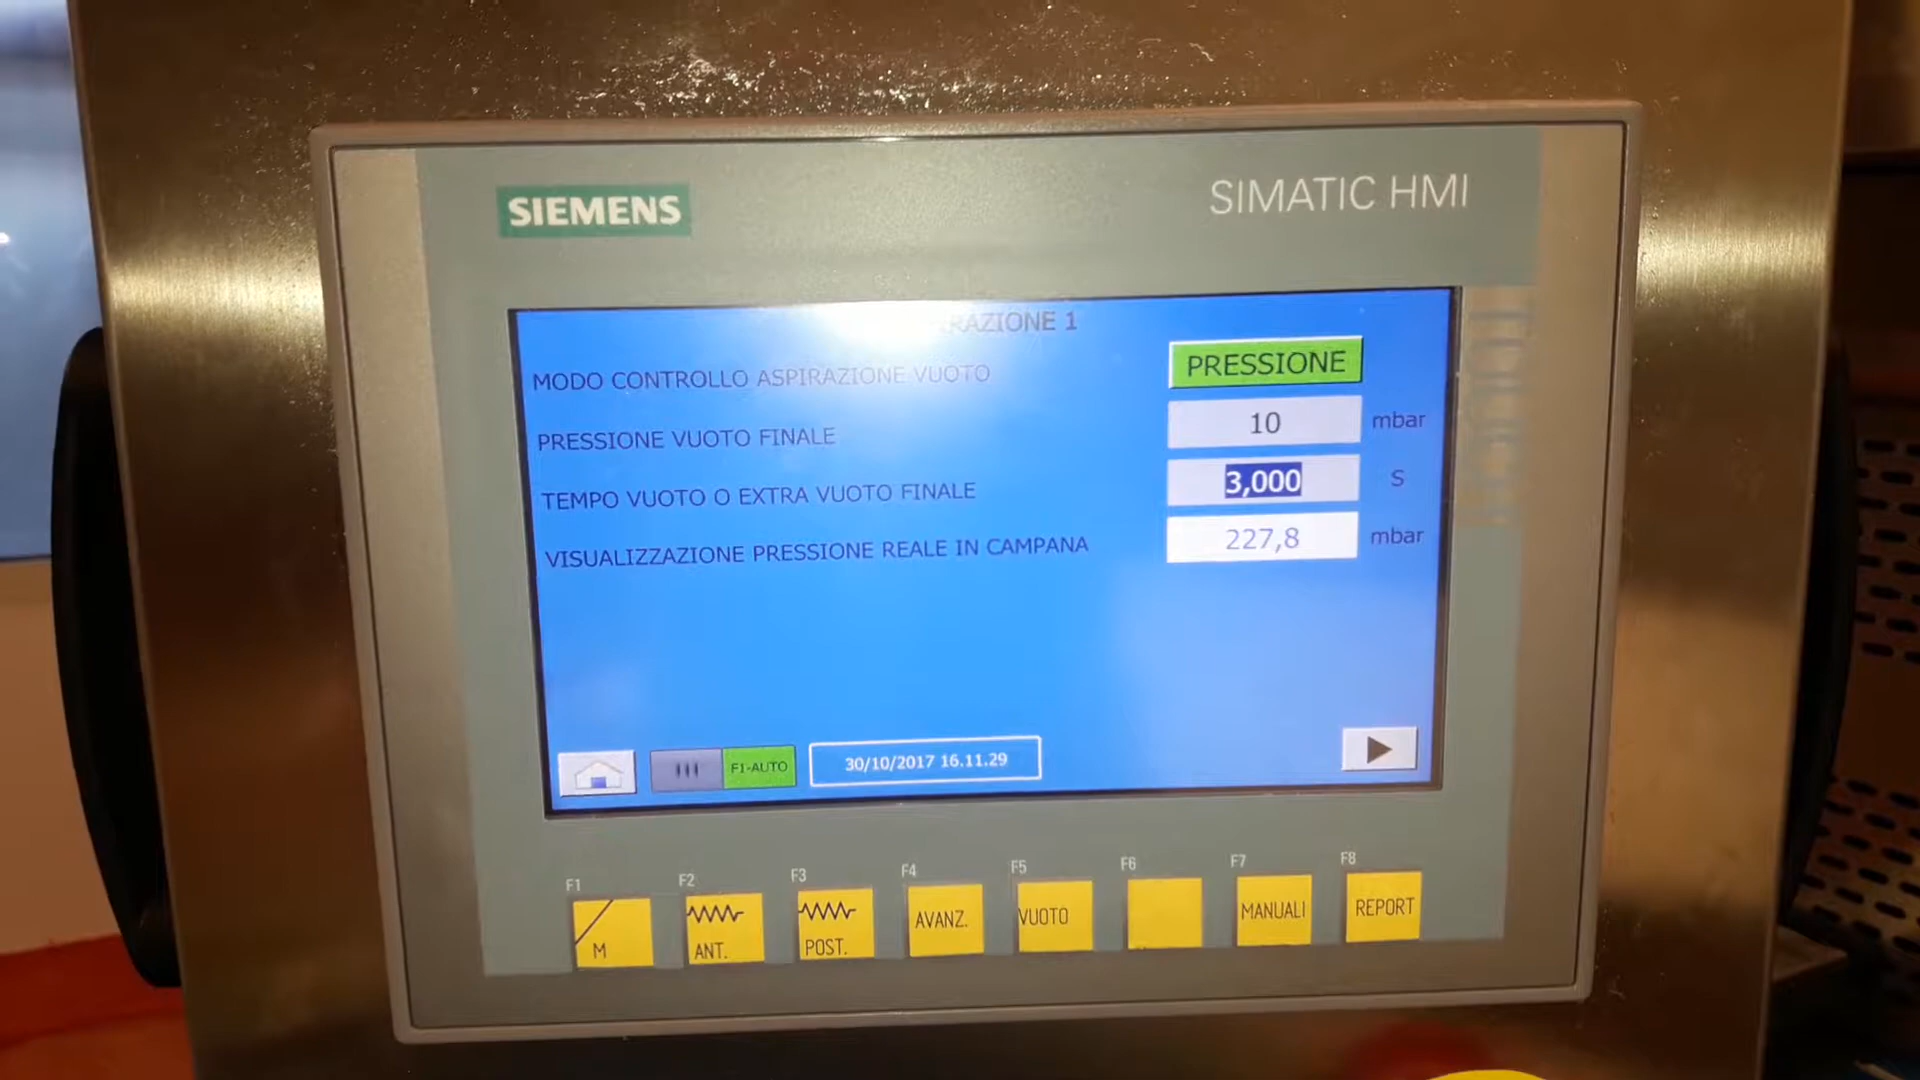 SIEMENS
SIMATIC HMI
RAZIONE 1
MODO CONTROLLO ASPIRAZIONE VUOTO PRESSIONE
PRESSIONE VUOTO FINALE 10 mbar
TEMPO VUOTO O EXTRA VUOTO FINALE 3,000 S
VISUALIZZAZIONE PRESSIONE REALE IN CAMPANA 227,8 mbar
F1-AUTO 30/10/2017 16.11.29
F1 F2 F3 F4 F5 F6 F7 F8
M ANT. POST. AVANZ. VUOTO MANUALI REPORT